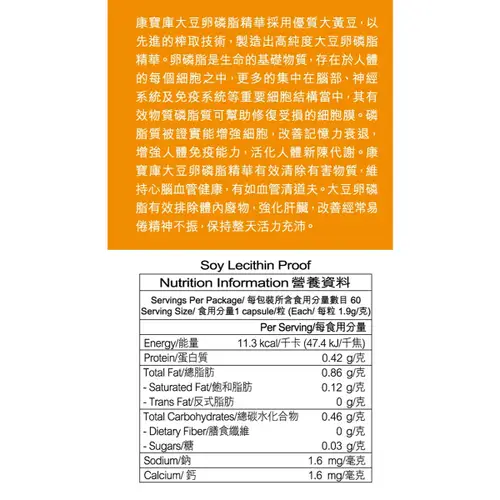 康寶庫大豆卵磷脂精華採用優質大黃豆，以
先進的榨取技術，製造出高純度大豆卵磷脂
精華。卵磷脂是生命的基礎物質，存在於人體
的每個細胞之中，更多的集中在腦部、神經
系統及免疫系統等重要細胞結構當中，其有
效物質磷脂質可幫助修復受損的細胞膜。磷
脂質被證實能增強細胞，改善記憶力衰退，
增強人體免疫能力，活化人體新陳代謝。康
寶庫大豆卵磷脂精華有效清除有害物質，維
持心腦血管健康，有如血管清道夫。大豆卵磷
脂有效排除體內廢物，強化肝臟，改善經常易
倦精神不振，保持整天活力充沛。
Soy Lecithin Proof
Nutrition Information 營養資料
Servings Per Package/ 每包裝所含食用分量數目 60
Serving Size/ 食用分量1 capsule/粒 (Each/ 每粒 1.9g/克)
Per Serving/每食用分量
Energy/能量 11.3 kcal/千卡 (47.4 kJ/千焦)
Protein/蛋白質 0.42 g/克
Total Fat/總脂肪 0.86 g/克
- Saturated Fat/飽和脂肪 0.12 g/克
- Trans Fat/反式脂肪 0 g/克
Total Carbohydrates/總碳水化合物 0.46 g/克
- Dietary Fiber/膳食纖維 0 g/克
- Sugars/糖 0.03 g/克
Sodium/鈉 1.6 mg/毫克
Calcium/ 鈣 1.6 mg/毫克